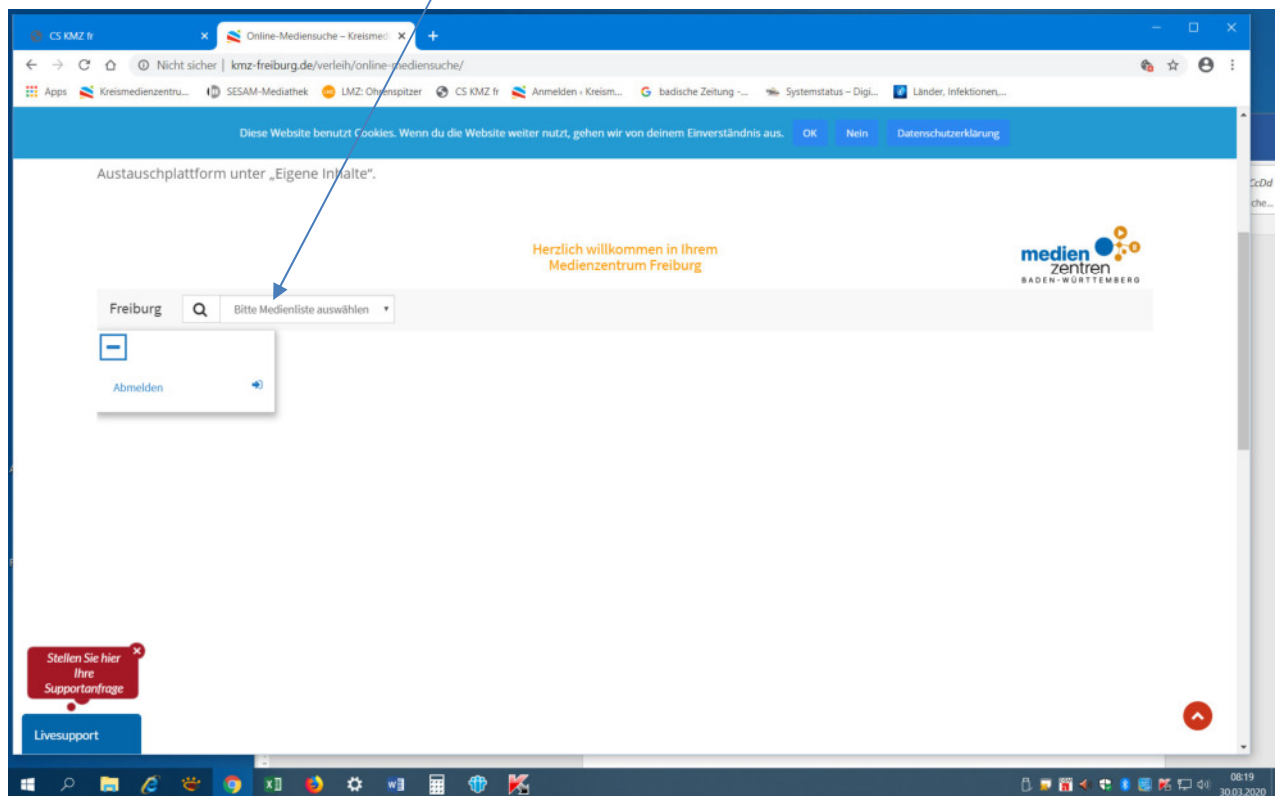 CS KMZ fr
Online-Mediensuche – Kreismed
Nicht sicher | kmz-freiburg.de/verleih/online-mediensuche/
Apps Kreismedienzentru... SESAM-Mediathek LMZ: Ohrenspitzer CS KMZ fr Anmelden ‹ Kreism... badische Zeitung -... Systemstatus – Digi... Länder, Infektionen,...
Diese Website benutzt Cookies. Wenn du die Website weiter nutzt, gehen wir von deinem Einverständnis aus. OK Nein Datenschutzerklärung
Austauschplattform unter „Eigene Inhalte".
CcDd
che...
Herzlich willkommen in Ihrem
Medienzentrum Freiburg
medien
zentren
BADEN-WÜRTTEMBERG
Freiburg Bitte Medienliste auswählen
Abmelden
Stellen Sie hier
Ihre
Supportanfrage
Livesupport
08:19
30.03.2020